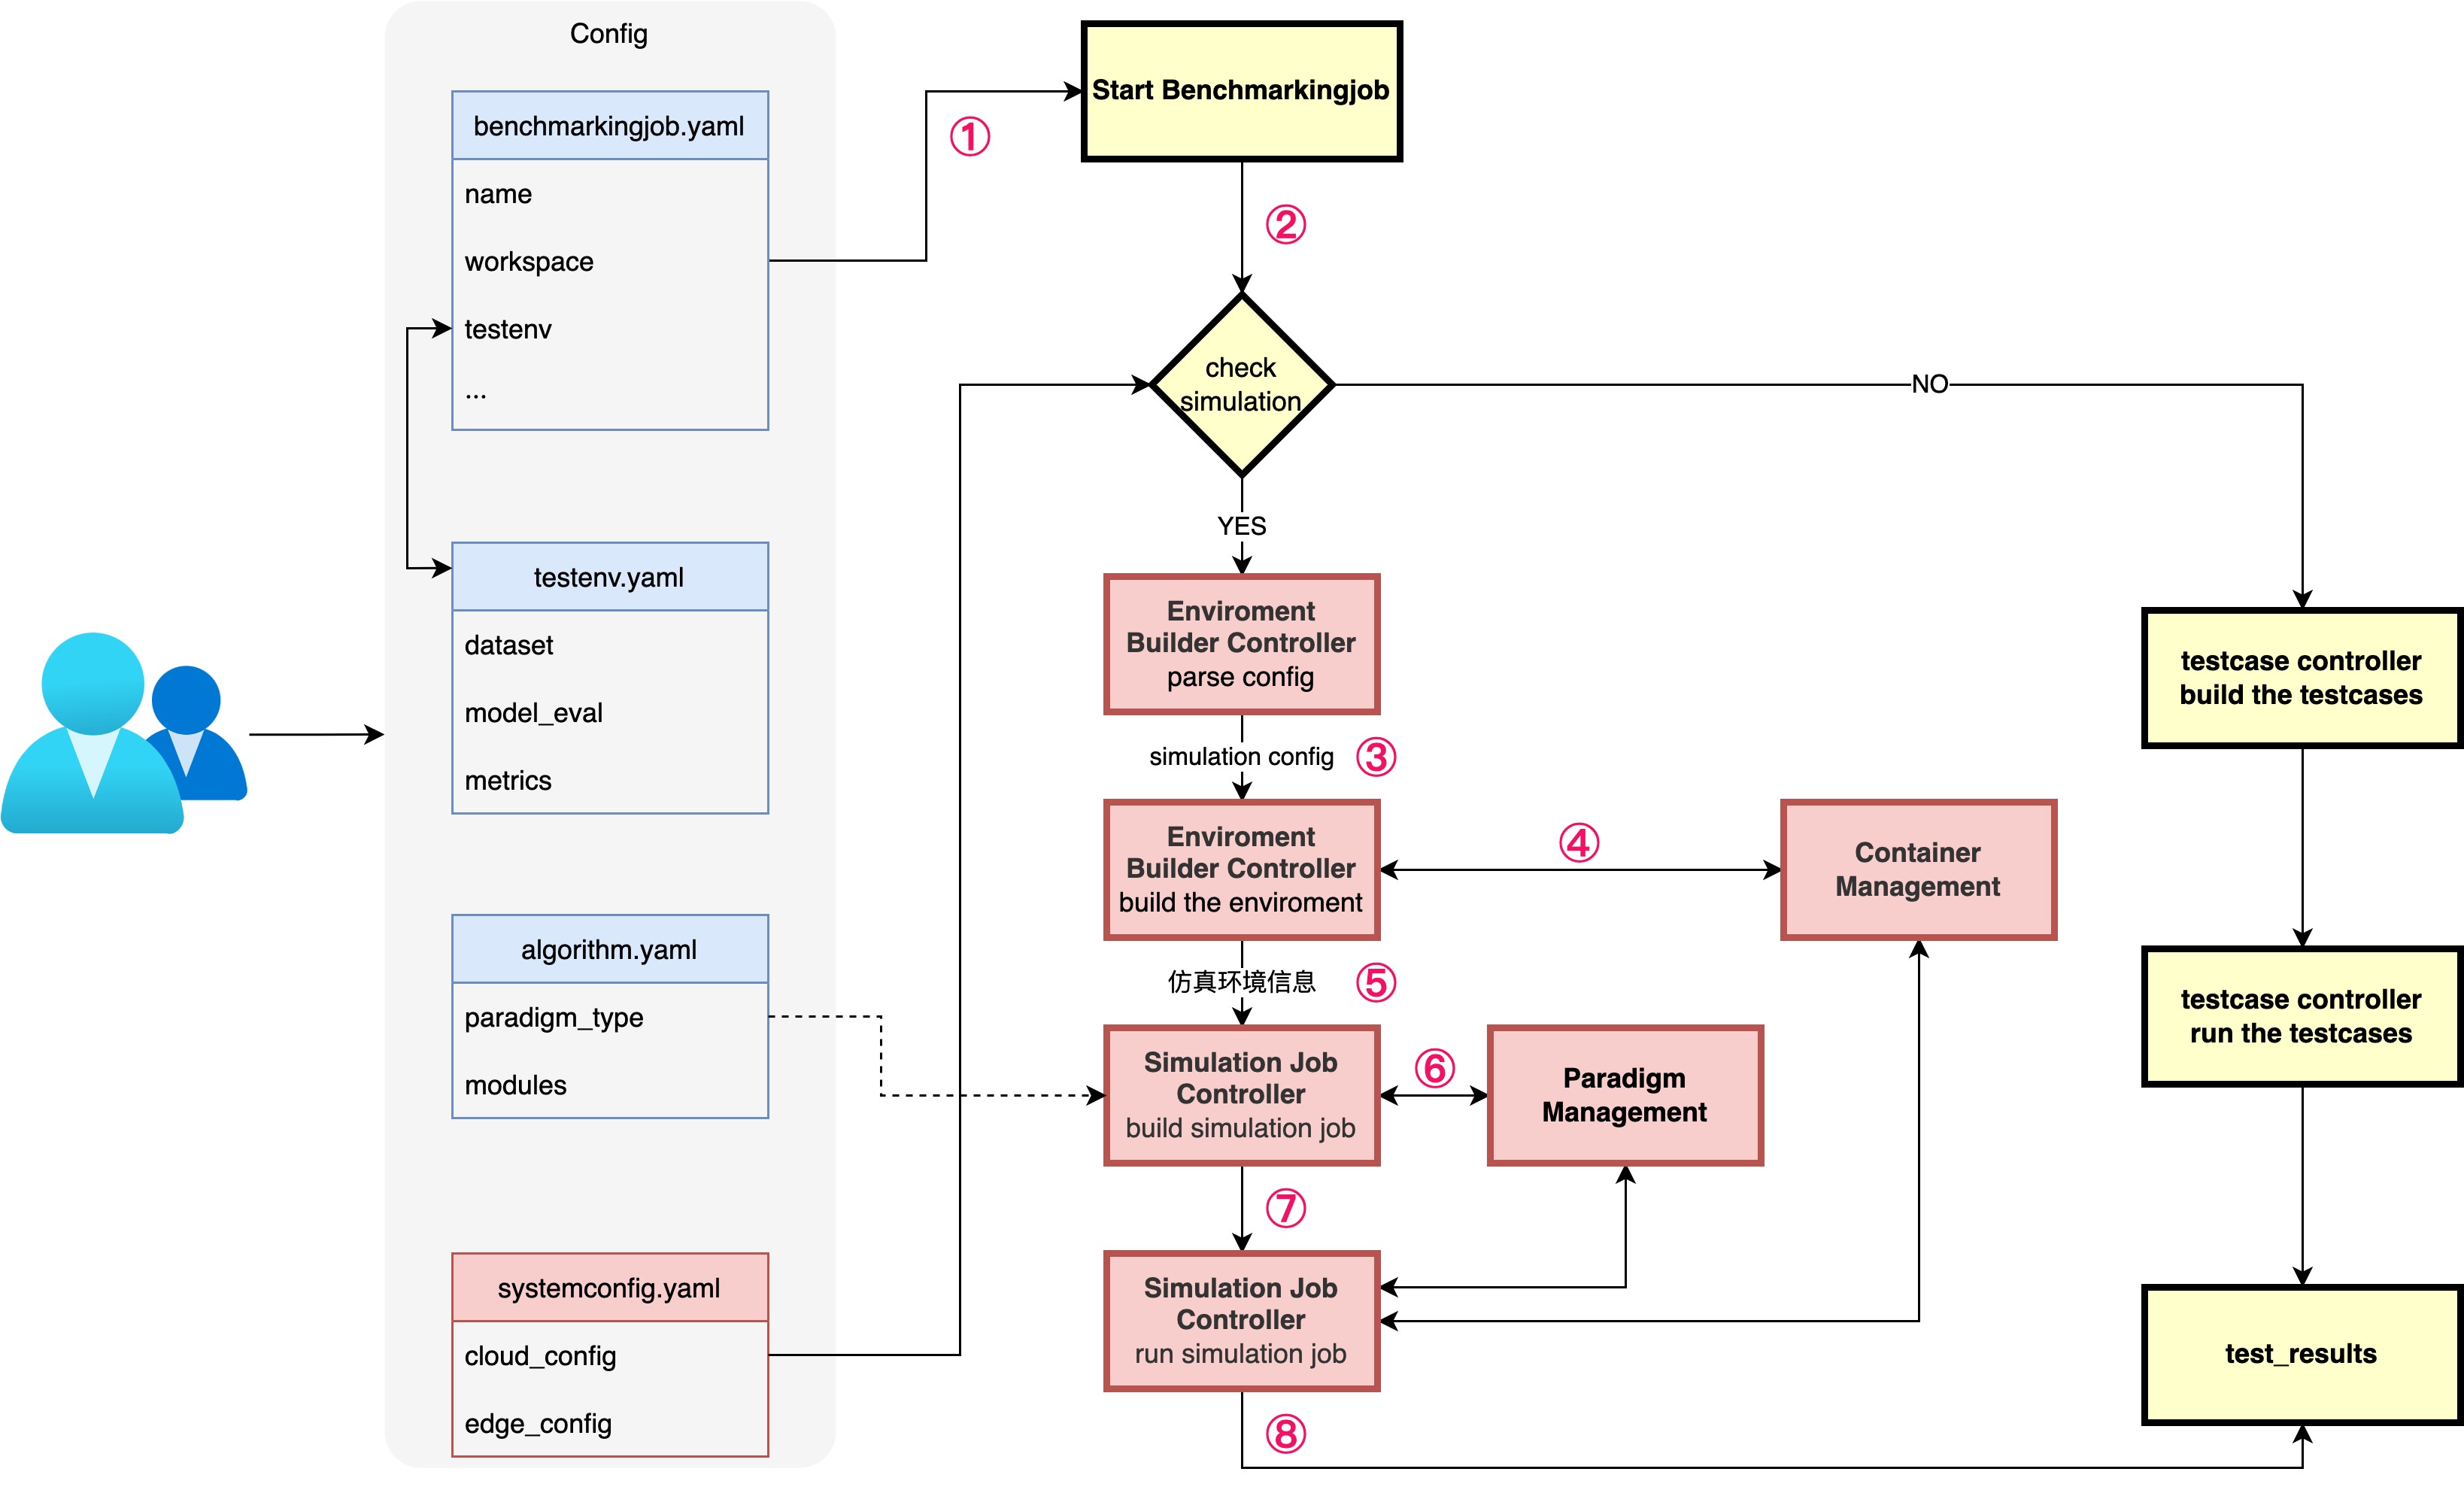 Config
benchmarkingjob.yaml
name
workspace
testenv
...
testenv.yaml
dataset
model_eval
metrics
algorithm.yaml
paradigm_type
modules
systemconfig.yaml
cloud_config
edge_config
①
Start Benchmarkingjob
②
check
simulation
NO
YES
Enviroment
Builder Controller
parse config
simulation config
③
Enviroment
Builder Controller
build the enviroment
④
Container
Management
仿真环境信息
⑤
Simulation Job
Controller
build simulation job
⑥
Paradigm
Management
⑦
Simulation Job
Controller
run simulation job
⑧
testcase controller
build the testcases
testcase controller
run the testcases
test_results